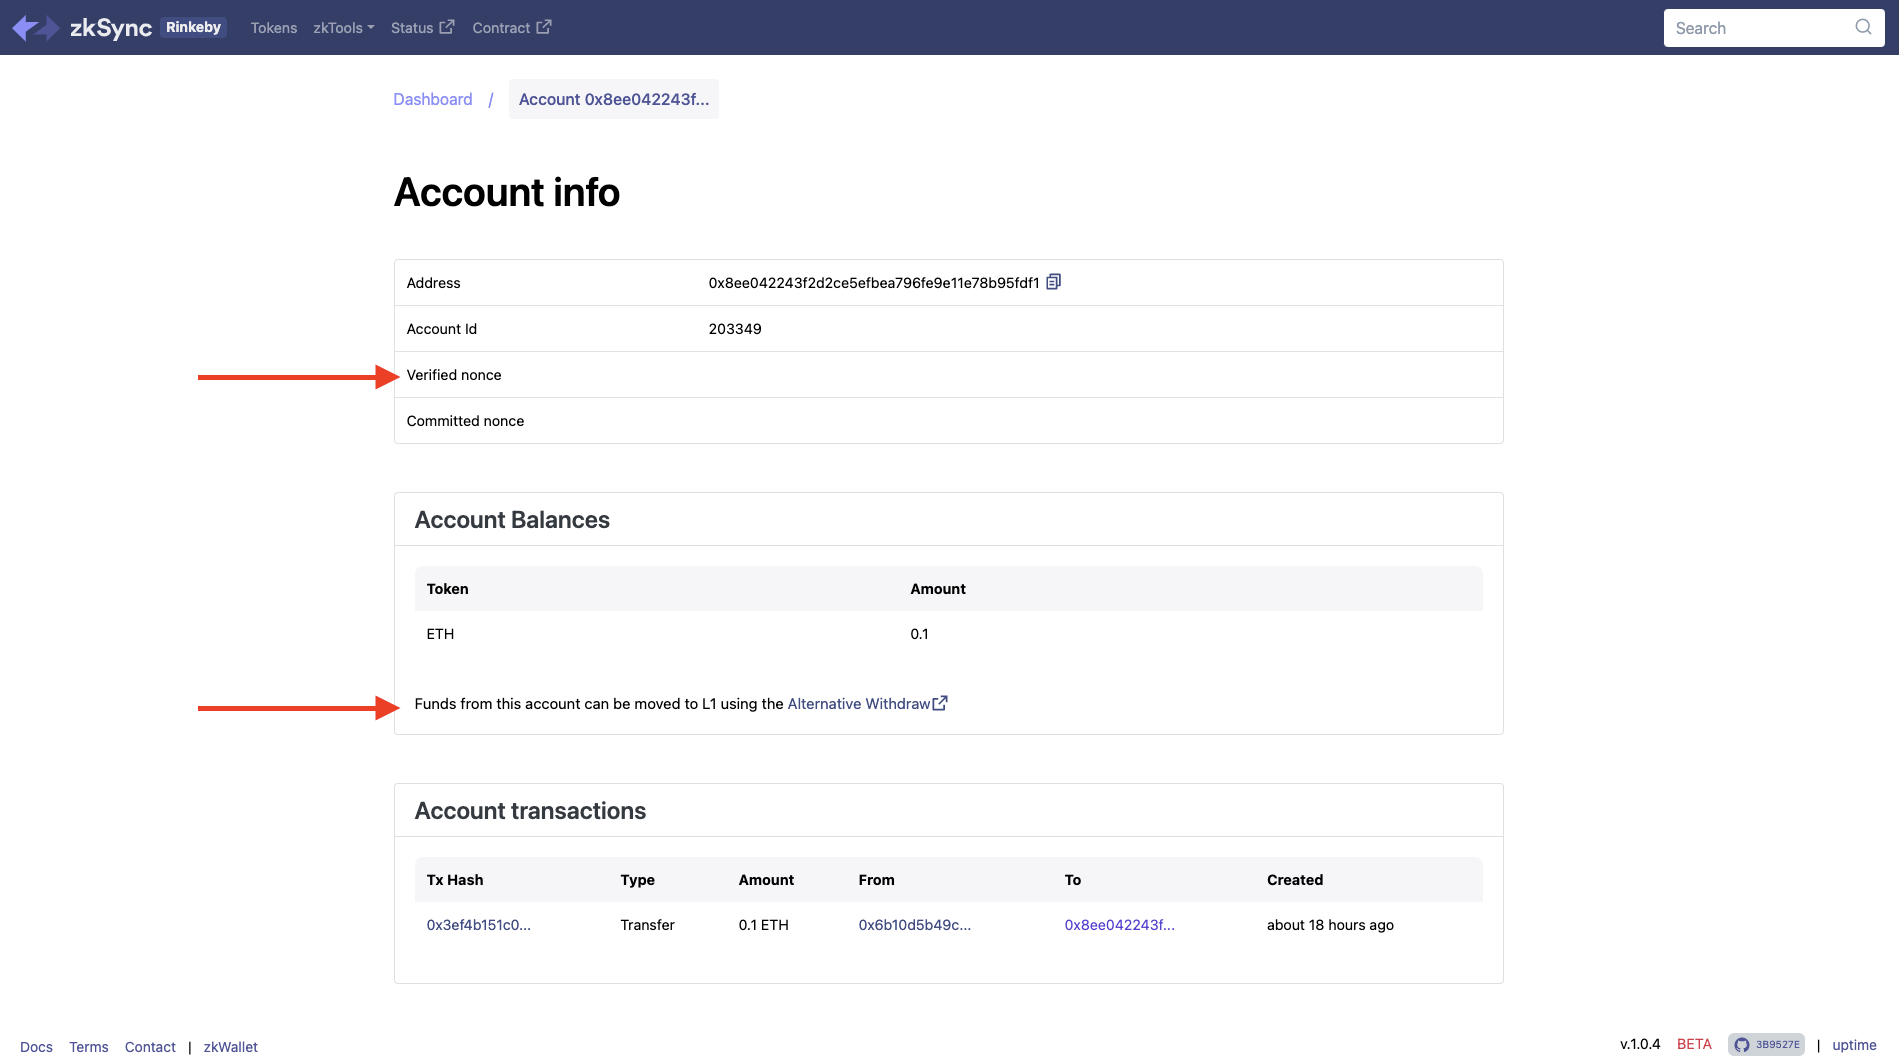 zkSync Rinkeby Tokens zkTools Status Contract Search
Dashboard / Account 0x8ee042243f...
Account info
Address 0x8ee042243f2d2ce5efbea796fe9e11e78b95fdf1
Account Id 203349
Verified nonce
Committed nonce
Account Balances
Token Amount
ETH 0.1
Funds from this account can be moved to L1 using the Alternative Withdraw
Account transactions
Tx Hash Type Amount From To Created
0x3ef4b151c0... Transfer 0.1 ETH 0x6b10d5b49c... 0x8ee042243f... about 18 hours ago
Docs Terms Contact | zkWallet v.1.0.4 BETA 3B9527E | uptime